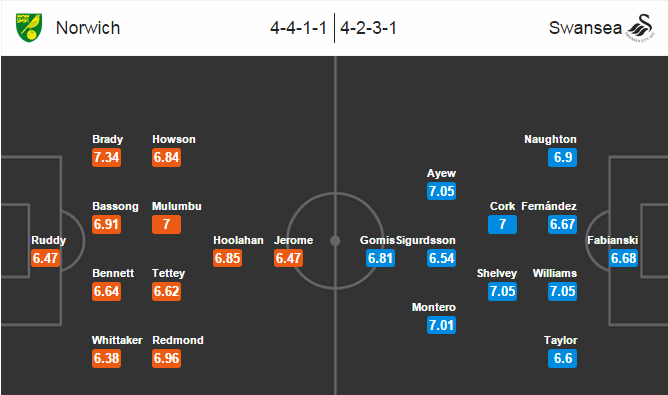 Norwich
4-4-1-1
4-2-3-1
Swansea
Brady
7.34
Howson
6.84
Bassong
6.91
Mulumbu
7
Ruddy
6.47
Hoolahan
6.85
Jerome
6.47
Bennett
6.64
Tettey
6.62
Whittaker
6.38
Redmond
6.96
Naughton
6.9
Ayew
7.05
Cork
7
Fernández
6.67
Gomis
6.81
Sigurdsson
6.54
Fabianski
6.68
Shelvey
7.05
Williams
7.05
Montero
7.01
Taylor
6.6